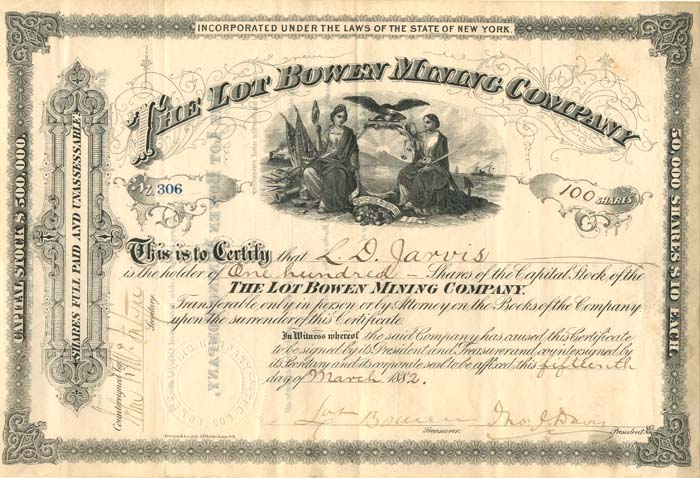 INCORPORATED UNDER THE LAWS OF THE STATE OF NEW YORK.
THE LOT BOWEN MINING COMPANY
CAPITAL STOCK $500,000.
SHARES FULL PAID AND UNASSESSABLE.
50,000 SHARES $10 EACH.
306
100 SHARES
This is to Certify that L. D. Jarvis
is the holder of One hundred — Shares of the Capital Stock of the
THE LOT BOWEN MINING COMPANY.
Transferable only in person or by Attorney on the Books of the Company
upon the surrender of this Certificate.
In Witness whereof the said Company has caused this Certificate
to be signed by its President and Treasurer and countersigned by
its Secretary and its corporate seal to be affixed, this fifteenth
day of March 1882.
Countersigned by
Secretary
Lot Bowen Jno. J. Davis
Treasurer. President.